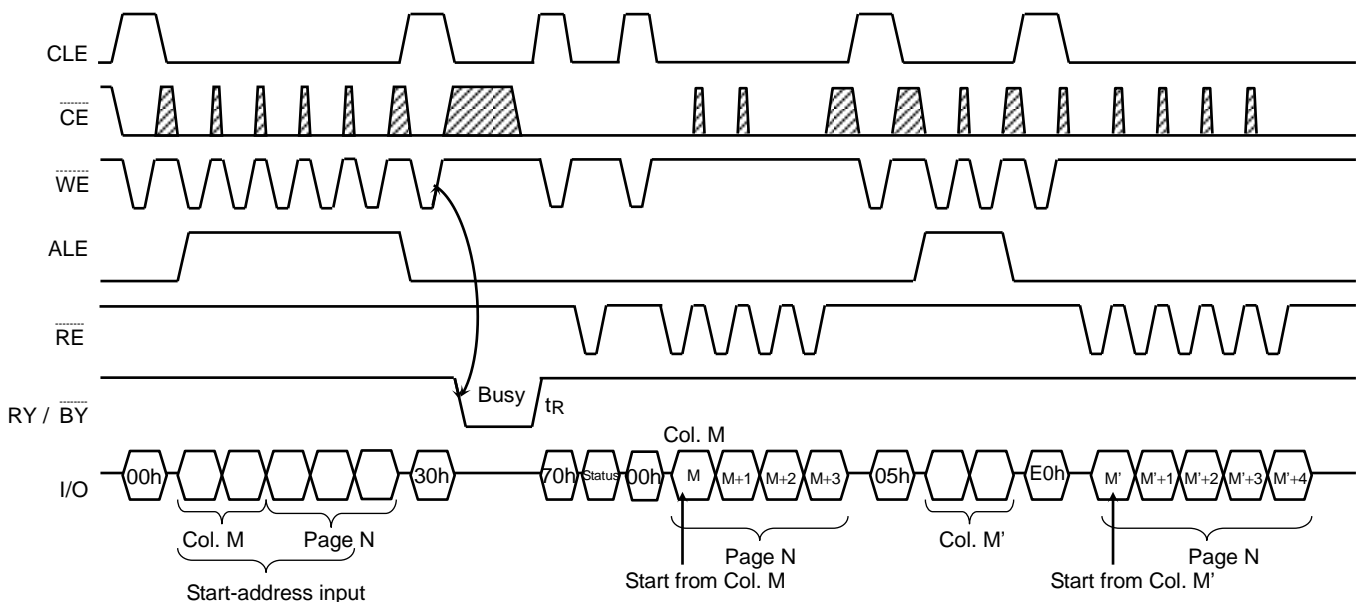 CLE
CE
WE
ALE
RE
RY / BY
Busy
tR
Col. M
I/O
00h
30h
70h
Status
00h
M
M+1
M+2
M+3
05h
E0h
M'
M'+1
M'+2
M'+3
M'+4
Col. M
Page N
Start-address input
Page N
Start from Col. M
Col. M'
Page N
Start from Col. M'